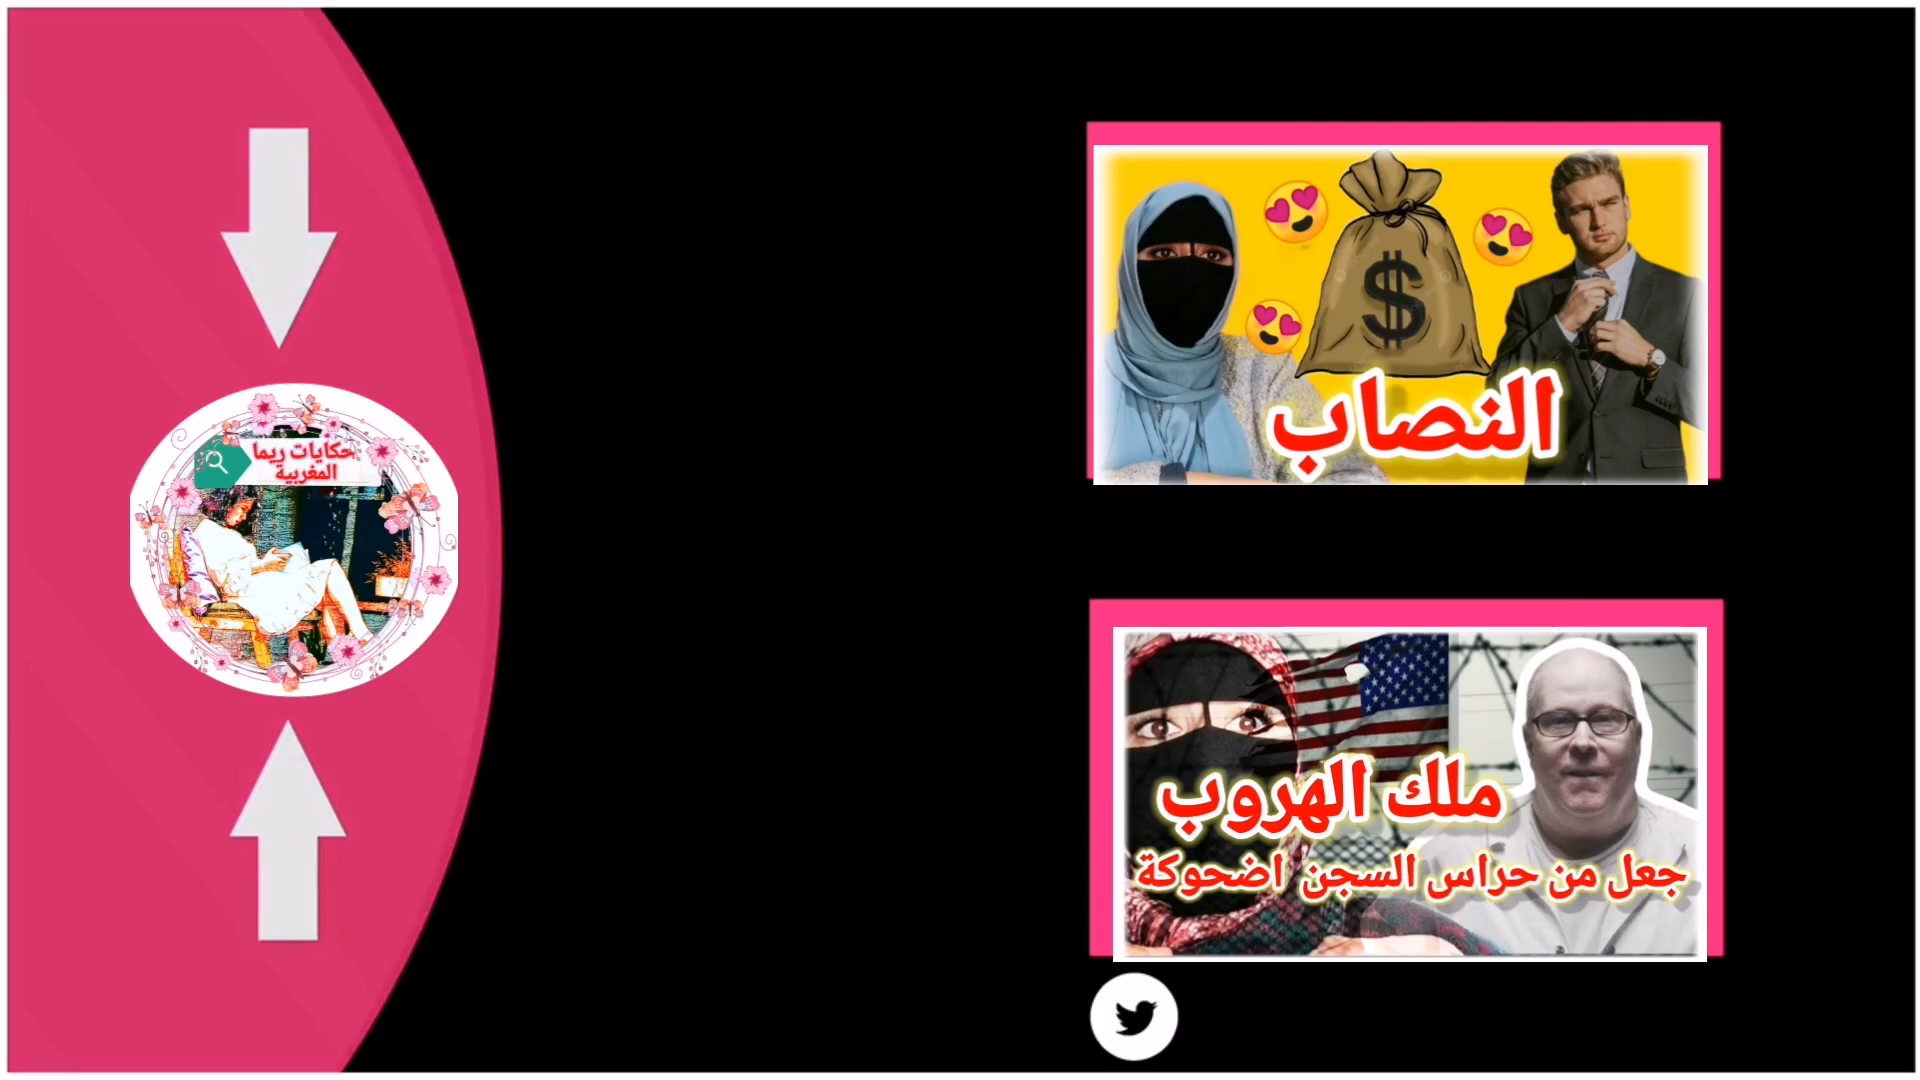 حكايات ريما
المغربية
$
النصاب
ملك الهروب
جعل من حراس السجن اضحوكة